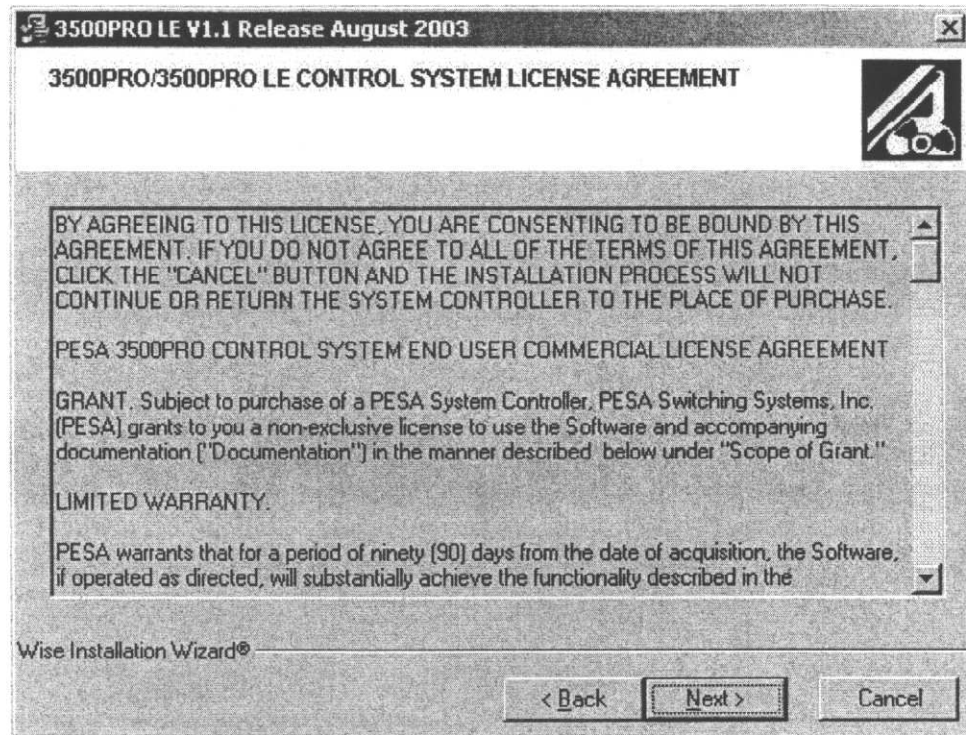 3500PRO LE V1.1 Release August 2003
3500PRO/3500PRO LE CONTROL SYSTEM LICENSE AGREEMENT
BY AGREEING TO THIS LICENSE, YOU ARE CONSENTING TO BE BOUND BY THIS
AGREEMENT. IF YOU DO NOT AGREE TO ALL OF THE TERMS OF THIS AGREEMENT,
CLICK THE "CANCEL" BUTTON AND THE INSTALLATION PROCESS WILL NOT
CONTINUE OR RETURN THE SYSTEM CONTROLLER TO THE PLACE OF PURCHASE.
PESA 3500PRO CONTROL SYSTEM END USER COMMERCIAL LICENSE AGREEMENT
GRANT. Subject to purchase of a PESA System Controller, PESA Switching Systems, Inc.
(PESA) grants to you a non-exclusive license to use the Software and accompanying
documentation ("Documentation") in the manner described  below under "Scope of Grant."
LIMITED WARRANTY.
PESA warrants that for a period of ninety (90) days from the date of acquisition, the Software,
if operated as directed, will substantially achieve the functionality described in the
Wise Installation Wizard®
< Back
Next >
Cancel